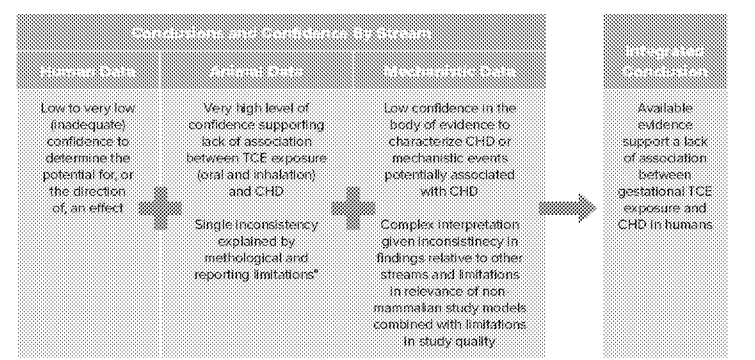 Conclusions and Confidence By Stream
Human Data
Low to very low
(inadequate)
confidence to
determine the
potential for, or
the direction
of, an effect
Animal Data
Very high level of
confidence supporting
lack of association
between TCE exposure
(oral and inhalation)
and CHD
Single inconsistency
explained by
methological and
reporting limitations*
Mechanistic Data
Low confidence in the
body of evidence to
characterize CHD or
mechanistic events
potentially associated
with CHD
Complex interpretation
given inconsistinecy in
findings relative to other
streams and limitations
in relevance of non-
mammalian study models
combined with limitations
in study quality
Integrated
Conclusion
Available
evidence
support a lack
of association
between
gestational TCE
exposure and
CHD in humans